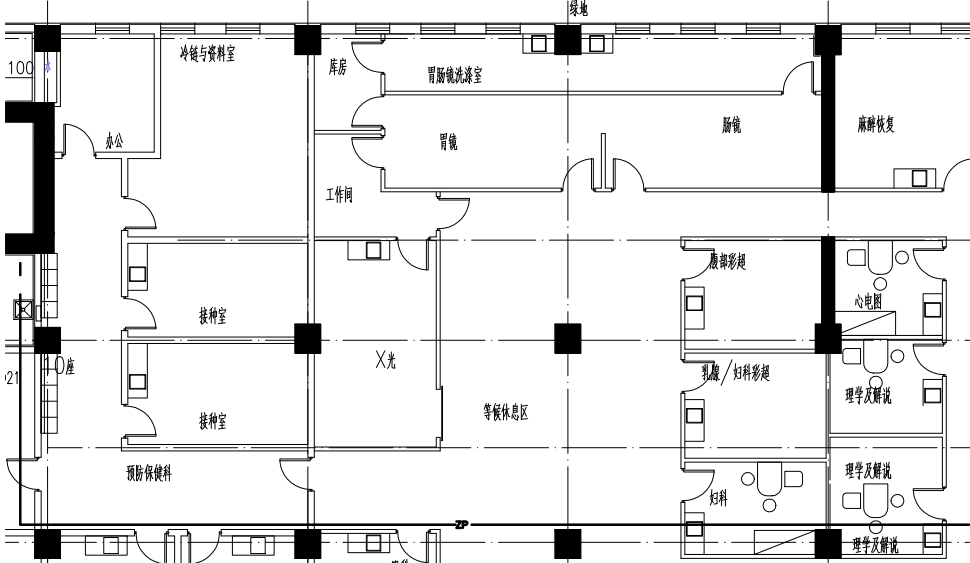 绿地
冷链与资料室
库房
胃肠镜洗涤室
100
水
办公
胃镜
肠镜
麻醉恢复
工作间
腹部彩超
心电图
接种室
X光
10座
乳腺/妇科彩超
理学及解说
接种室
等候休息区
预防保健科
理学及解说
妇科
ZP
理学及解说